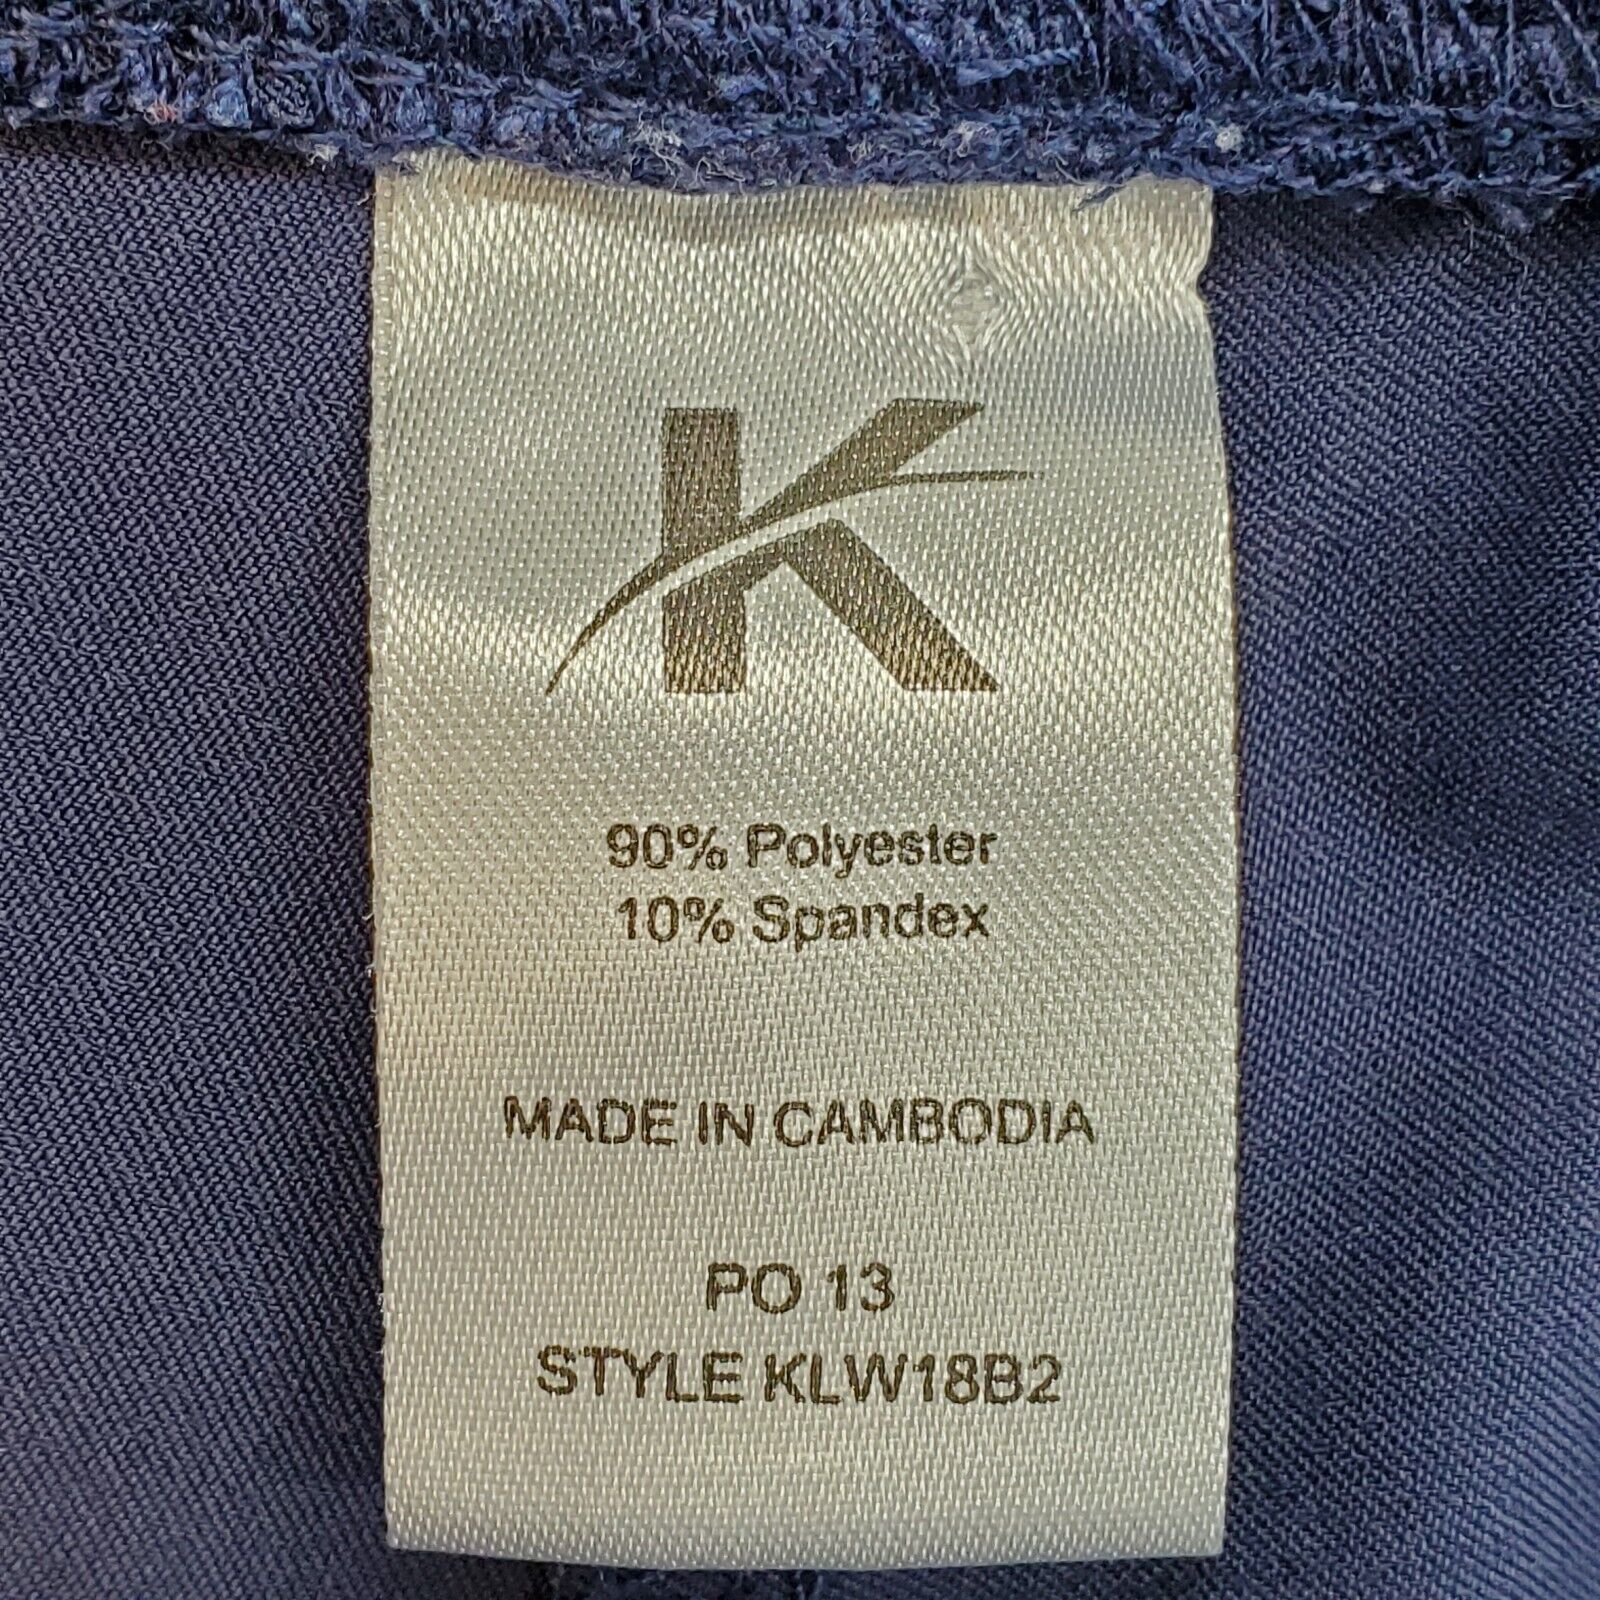 K
90% Polyester
10% Spandex
MADE IN CAMBODIA
PO 13
STYLE KLW18B2